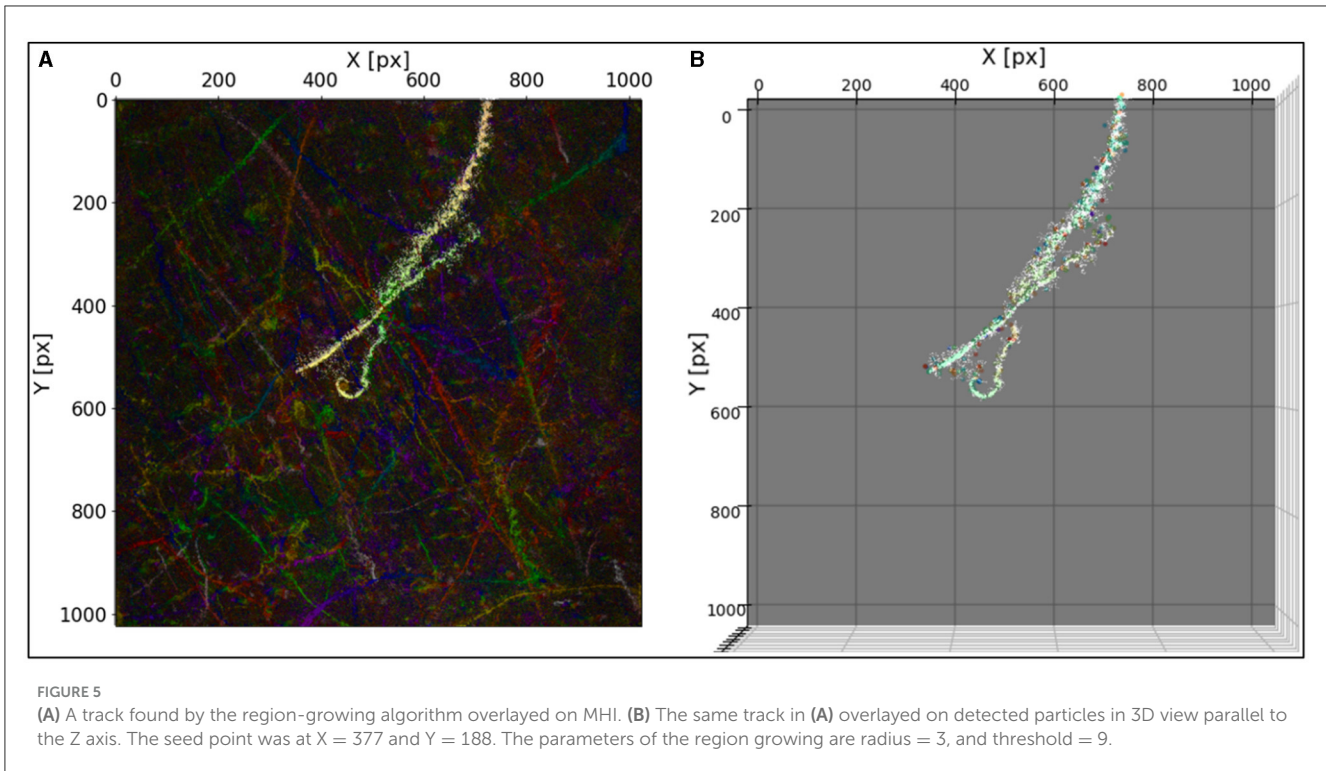 A
X [px]
0 200 400 600 800 1000
0
200
400
600
800
1000
Y [px]
B
X [px]
0 200 400 600 800 1000
0
200
400
600
800
1000
Y [px]
FIGURE 5
(A) A track found by the region-growing algorithm overlayed on MHI. (B) The same track in (A) overlayed on detected particles in 3D view parallel to
the Z axis. The seed point was at X = 377 and Y = 188. The parameters of the region growing are radius = 3, and threshold = 9.